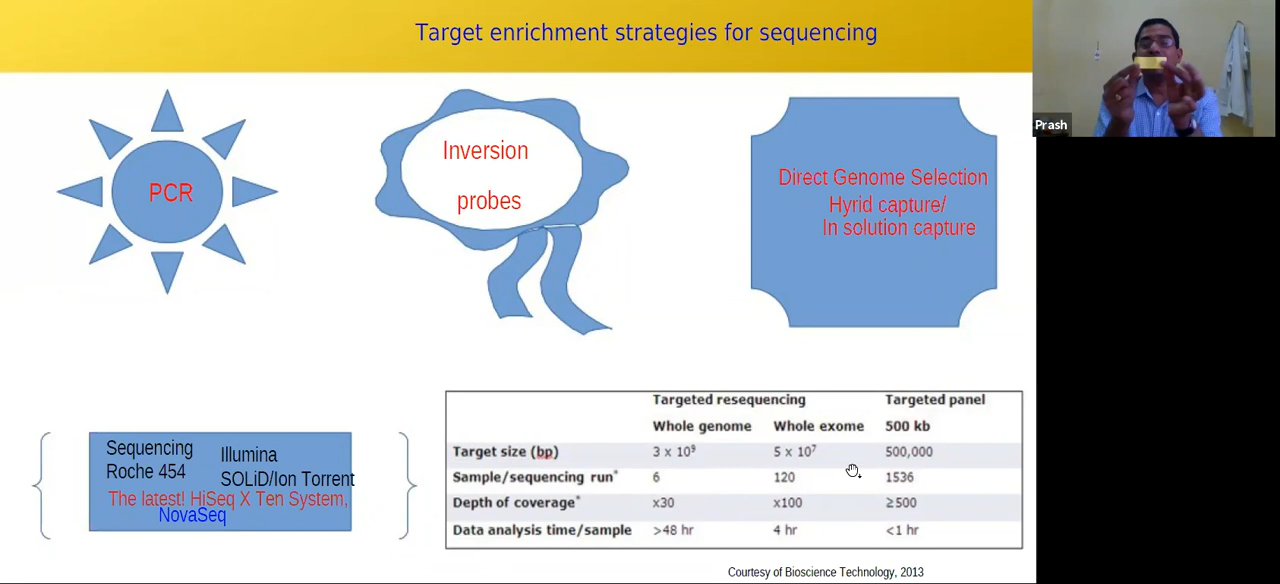 Target enrichment strategies for sequencing
Prash
PCR
Inversion
probes
Direct Genome Selection
Hyrid capture/
In solution capture
Sequencing
Roche 454
Illumina
SOLiD/Ion Torrent
The latest! HiSeq X Ten System,
NovaSeq
Targeted resequencing Targeted panel
Whole genome Whole exome 500 kb
Target size (bp) 3 x 10⁹ 5 x 10⁷ 500,000
Sample/sequencing run* 6 120 1536
Depth of coverage* x30 x100 ≥500
Data analysis time/sample >48 hr 4 hr <1 hr
Courtesy of Bioscience Technology, 2013